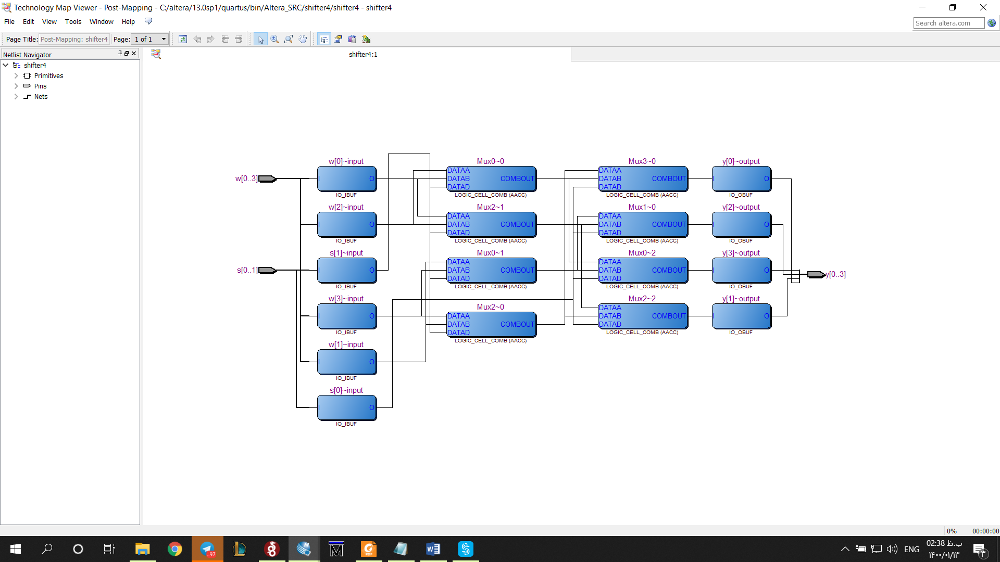 Technology Map Viewer - Post-Mapping - C:/altera/13.0sp1/quartus/bin/Altera_SRC/shifter4/shifter4 - shifter4
File Edit View Tools Window Help
Search altera.com
Page Title: Post-Mapping: shifter4 Page: 1 of 1
Netlist Navigator
shifter4:1
shifter4
Primitives
Pins
Nets
w[0..3]
s[0..1]
w[0]~input
I O
IO_IBUF
w[2]~input
I O
IO_IBUF
s[1]~input
I O
IO_IBUF
w[3]~input
I O
IO_IBUF
w[1]~input
I O
IO_IBUF
s[0]~input
I O
IO_IBUF
Mux0~0
DATAA
DATAB COMBOUT
DATAD
LOGIC_CELL_COMB (AACC)
Mux2~1
DATAA
DATAB COMBOUT
DATAD
LOGIC_CELL_COMB (AACC)
Mux0~1
DATAA
DATAB COMBOUT
DATAD
LOGIC_CELL_COMB (AACC)
Mux2~0
DATAA
DATAB COMBOUT
DATAD
LOGIC_CELL_COMB (AACC)
Mux3~0
DATAA
DATAB COMBOUT
DATAD
LOGIC_CELL_COMB (AACC)
Mux1~0
DATAA
DATAB COMBOUT
DATAD
LOGIC_CELL_COMB (AACC)
Mux0~2
DATAA
DATAB COMBOUT
DATAD
LOGIC_CELL_COMB (AACC)
Mux2~2
DATAA
DATAB COMBOUT
DATAD
LOGIC_CELL_COMB (AACC)
y[0]~output
I O
IO_OBUF
y[2]~output
I O
IO_OBUF
y[3]~output
I O
IO_OBUF
y[1]~output
I O
IO_OBUF
y[0..3]
0% 00:00:00
..97
PDF
ENG
02:38 ب.ظ
۱۴۰۰/۰۱/۱۳
۳